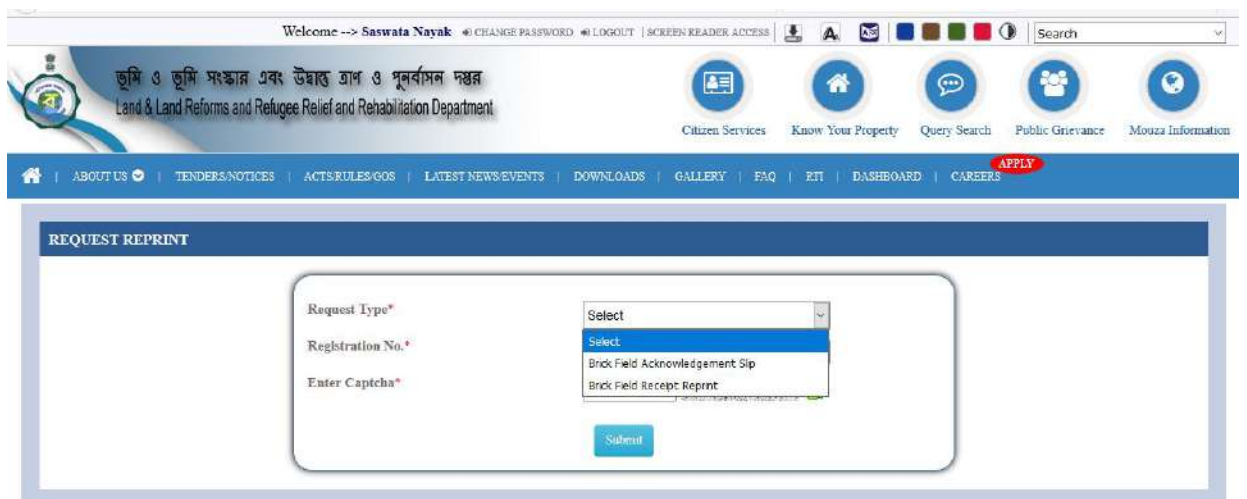 Welcome --> Saswata Nayak CHANGE PASSWORD LOGOUT | SCREEN READER ACCESS A Search
ভূমি ও ভূমি সংস্কার এবং উদ্বাস্তু ত্রাণ ও পুনর্বাসন দপ্তর
Land & Land Reforms and Refugee Relief and Rehabilitation Department
Citizen Services Know Your Property Query Search Public Grievance Mouza Information
APPLY
| ABOUT US | TENDERS/NOTICES | ACTS/RULES/GOS | LATEST NEWS/EVENTS | DOWNLOADS | GALLERY | FAQ | RTI | DASHBOARD | CAREERS
REQUEST REPRINT
Request Type* Select
Registration No.* Select
Brick Field Acknowledgement Slip
Enter Captcha* Brick Field Receipt Reprint
Submit